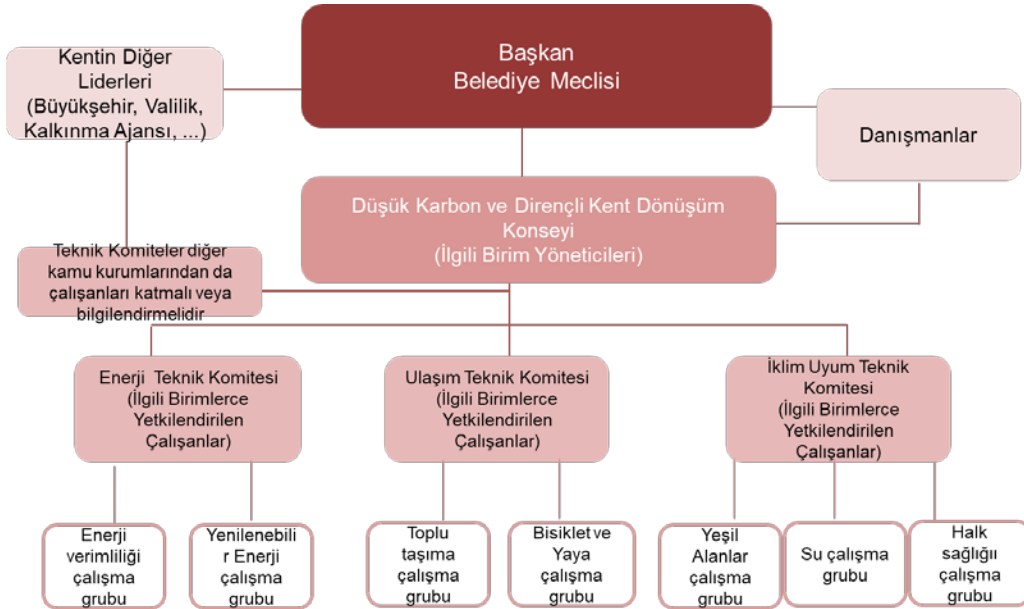 Başkan
Belediye Meclisi
Kentin Diğer
Liderleri
(Büyükşehir, Valilik,
Kalkınma Ajansı, ...)
Danışmanlar
Düşük Karbon ve Dirençli Kent Dönüşüm
Konseyi
(İlgili Birim Yöneticileri)
Teknik Komiteler diğer
kamu kurumlarından da
çalışanları katmalı veya
bilgilendirmelidir
Enerji Teknik Komitesi
(İlgili Birimlerce
Yetkilendirilen
Çalışanlar)
Ulaşım Teknik Komitesi
(İlgili Birimlerce
Yetkilendirilen
Çalışanlar)
İklim Uyum Teknik
Komitesi
(İlgili Birimlerce
Yetkilendirilen
Çalışanlar)
Enerji
verimliliği
çalışma
grubu
Yenilenebili
r Enerji
çalışma
grubu
Toplu
taşıma
çalışma
grubu
Bisiklet ve
Yaya
çalışma
grubu
Yeşil
Alanlar
çalışma
grubu
Su çalışma
grubu
Halk
sağlığıı
çalışma
grubu